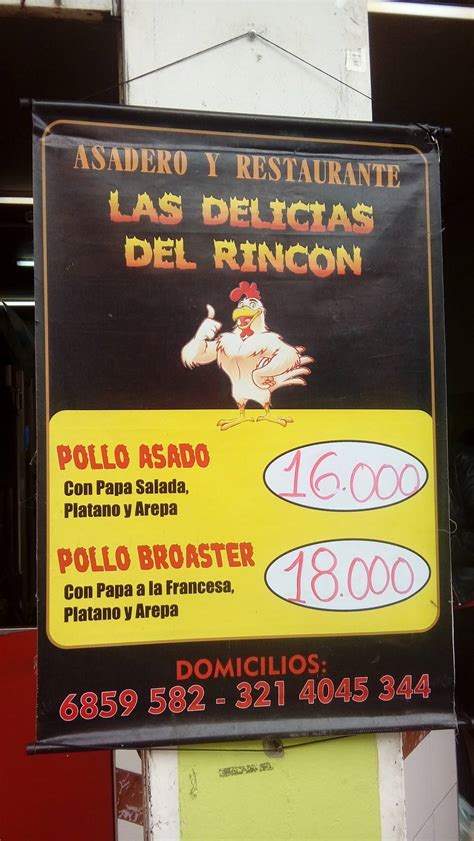 ASADERO Y RESTAURANTE
LAS DELICIAS
DEL RINCON
POLLO ASADO
Con Papa Salada,
Platano y Arepa
16.000
POLLO BROASTER
Con Papa a la Francesa,
Platano y Arepa
18.000
DOMICILIOS:
6859 582 - 321 4045 344